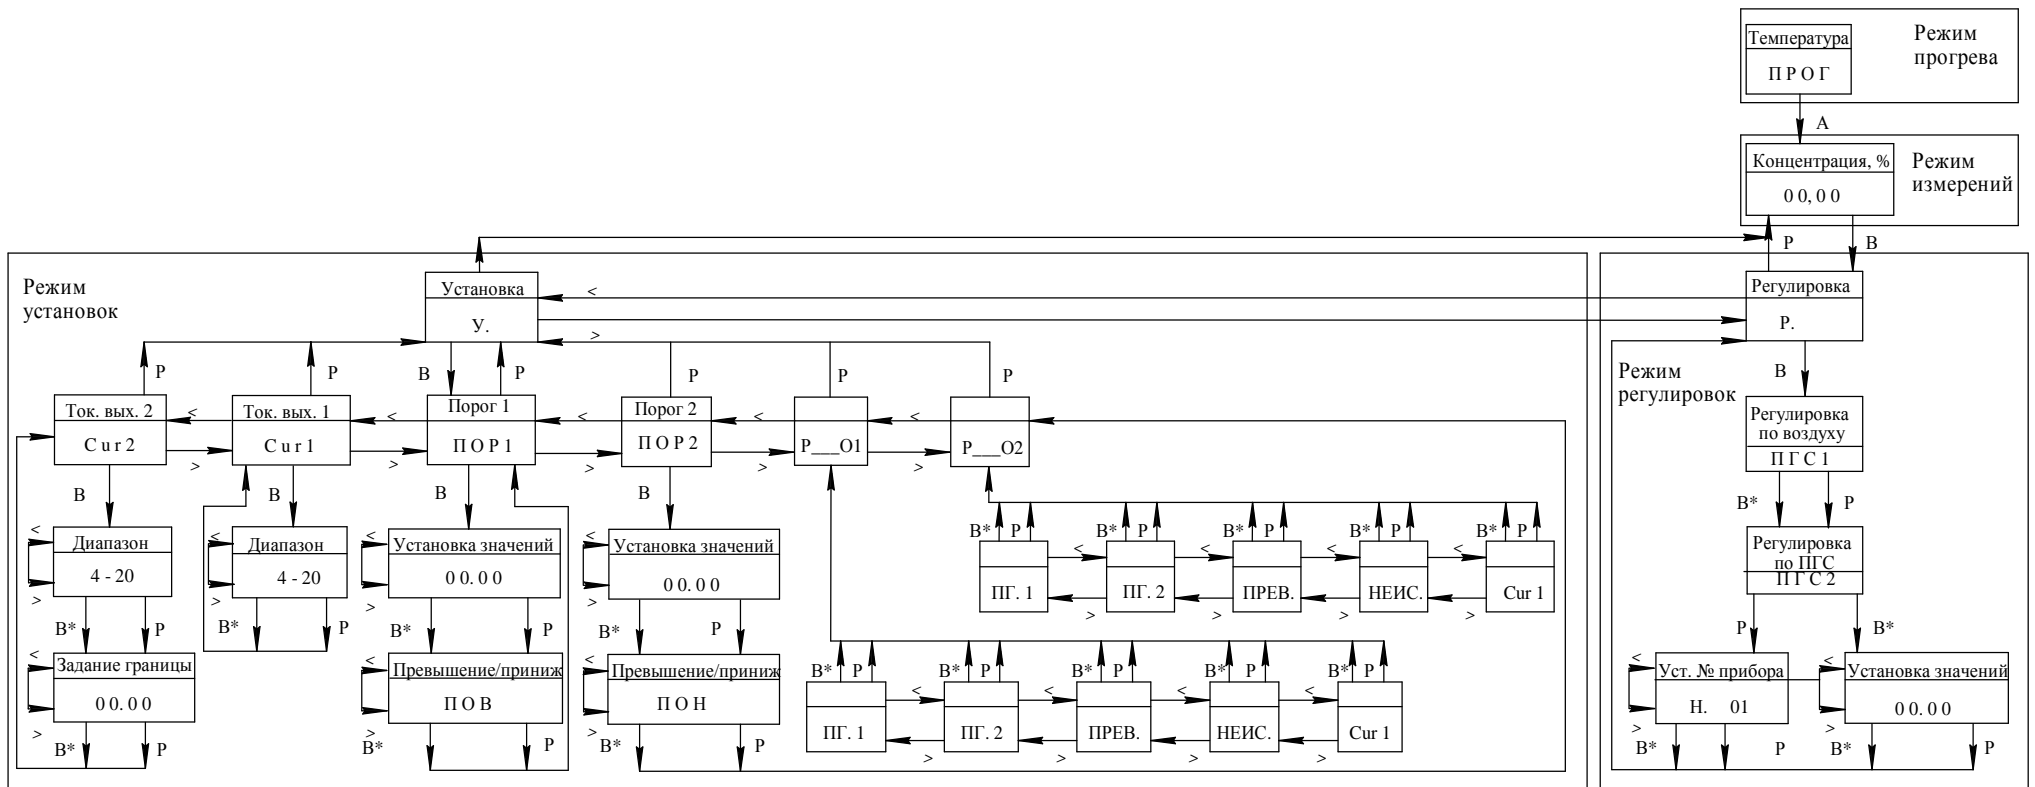 Температура
П Р О Г
Режим
прогрева
А
Концентрация, %
0 0, 0 0
Режим
измерений
Р
В
Режим
установок
Установка
У.
<
>
Регулировка
Р.
Режим
регулировок
В
Р
Р
В
Р
Р
Р
Р
Ток. вых. 2
C u r 2
<
>
Ток. вых. 1
C u r 1
<
>
Порог 1
П О Р 1
<
>
Порог 2
П О Р 2
<
>
Р___О1
<
>
Р___О2
Регулировка
по воздуху
П Г С 1
В
В
В
В
В*
Р
<
Диапазон
4 - 20
>
<
Диапазон
4 - 20
>
<
Установка значений
0 0. 0 0
>
<
Установка значений
0 0. 0 0
>
В*
Р
В*
Р
В*
Р
В*
Р
В*
Р
ПГ. 1
<
>
ПГ. 2
<
>
ПРЕВ.
<
>
НЕИС.
<
>
Cur 1
Регулировка
по ПГС
П Г С 2
В*
Р
В*
Р
В*
Р
В*
Р
Р
В*
<
Задание границы
0 0. 0 0
>
<
Превышение/приниж
П О В
>
<
Превышение/приниж
П О Н
>
В*
Р
В*
Р
В*
Р
В*
Р
В*
Р
ПГ. 1
<
>
ПГ. 2
<
>
ПРЕВ.
<
>
НЕИС.
<
>
Cur 1
<
Уст. № прибора
Н. 01
>
<
Установка значений
0 0. 0 0
>
В*
Р
В*
Р
В*
Р
В*
Р
В*
Р